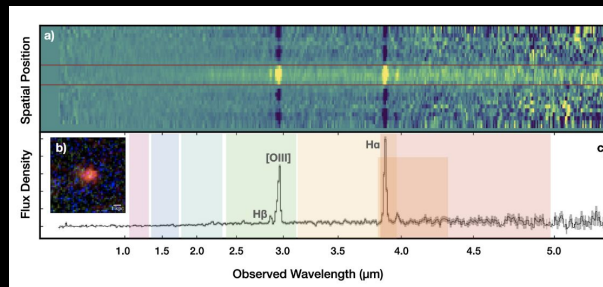 a)
Spatial Position
b)
c
Flux Density
Hβ
[OIII]
Hα
1.0 1.5 2.0 2.5 3.0 3.5 4.0 4.5 5.0
Observed Wavelength (μm)